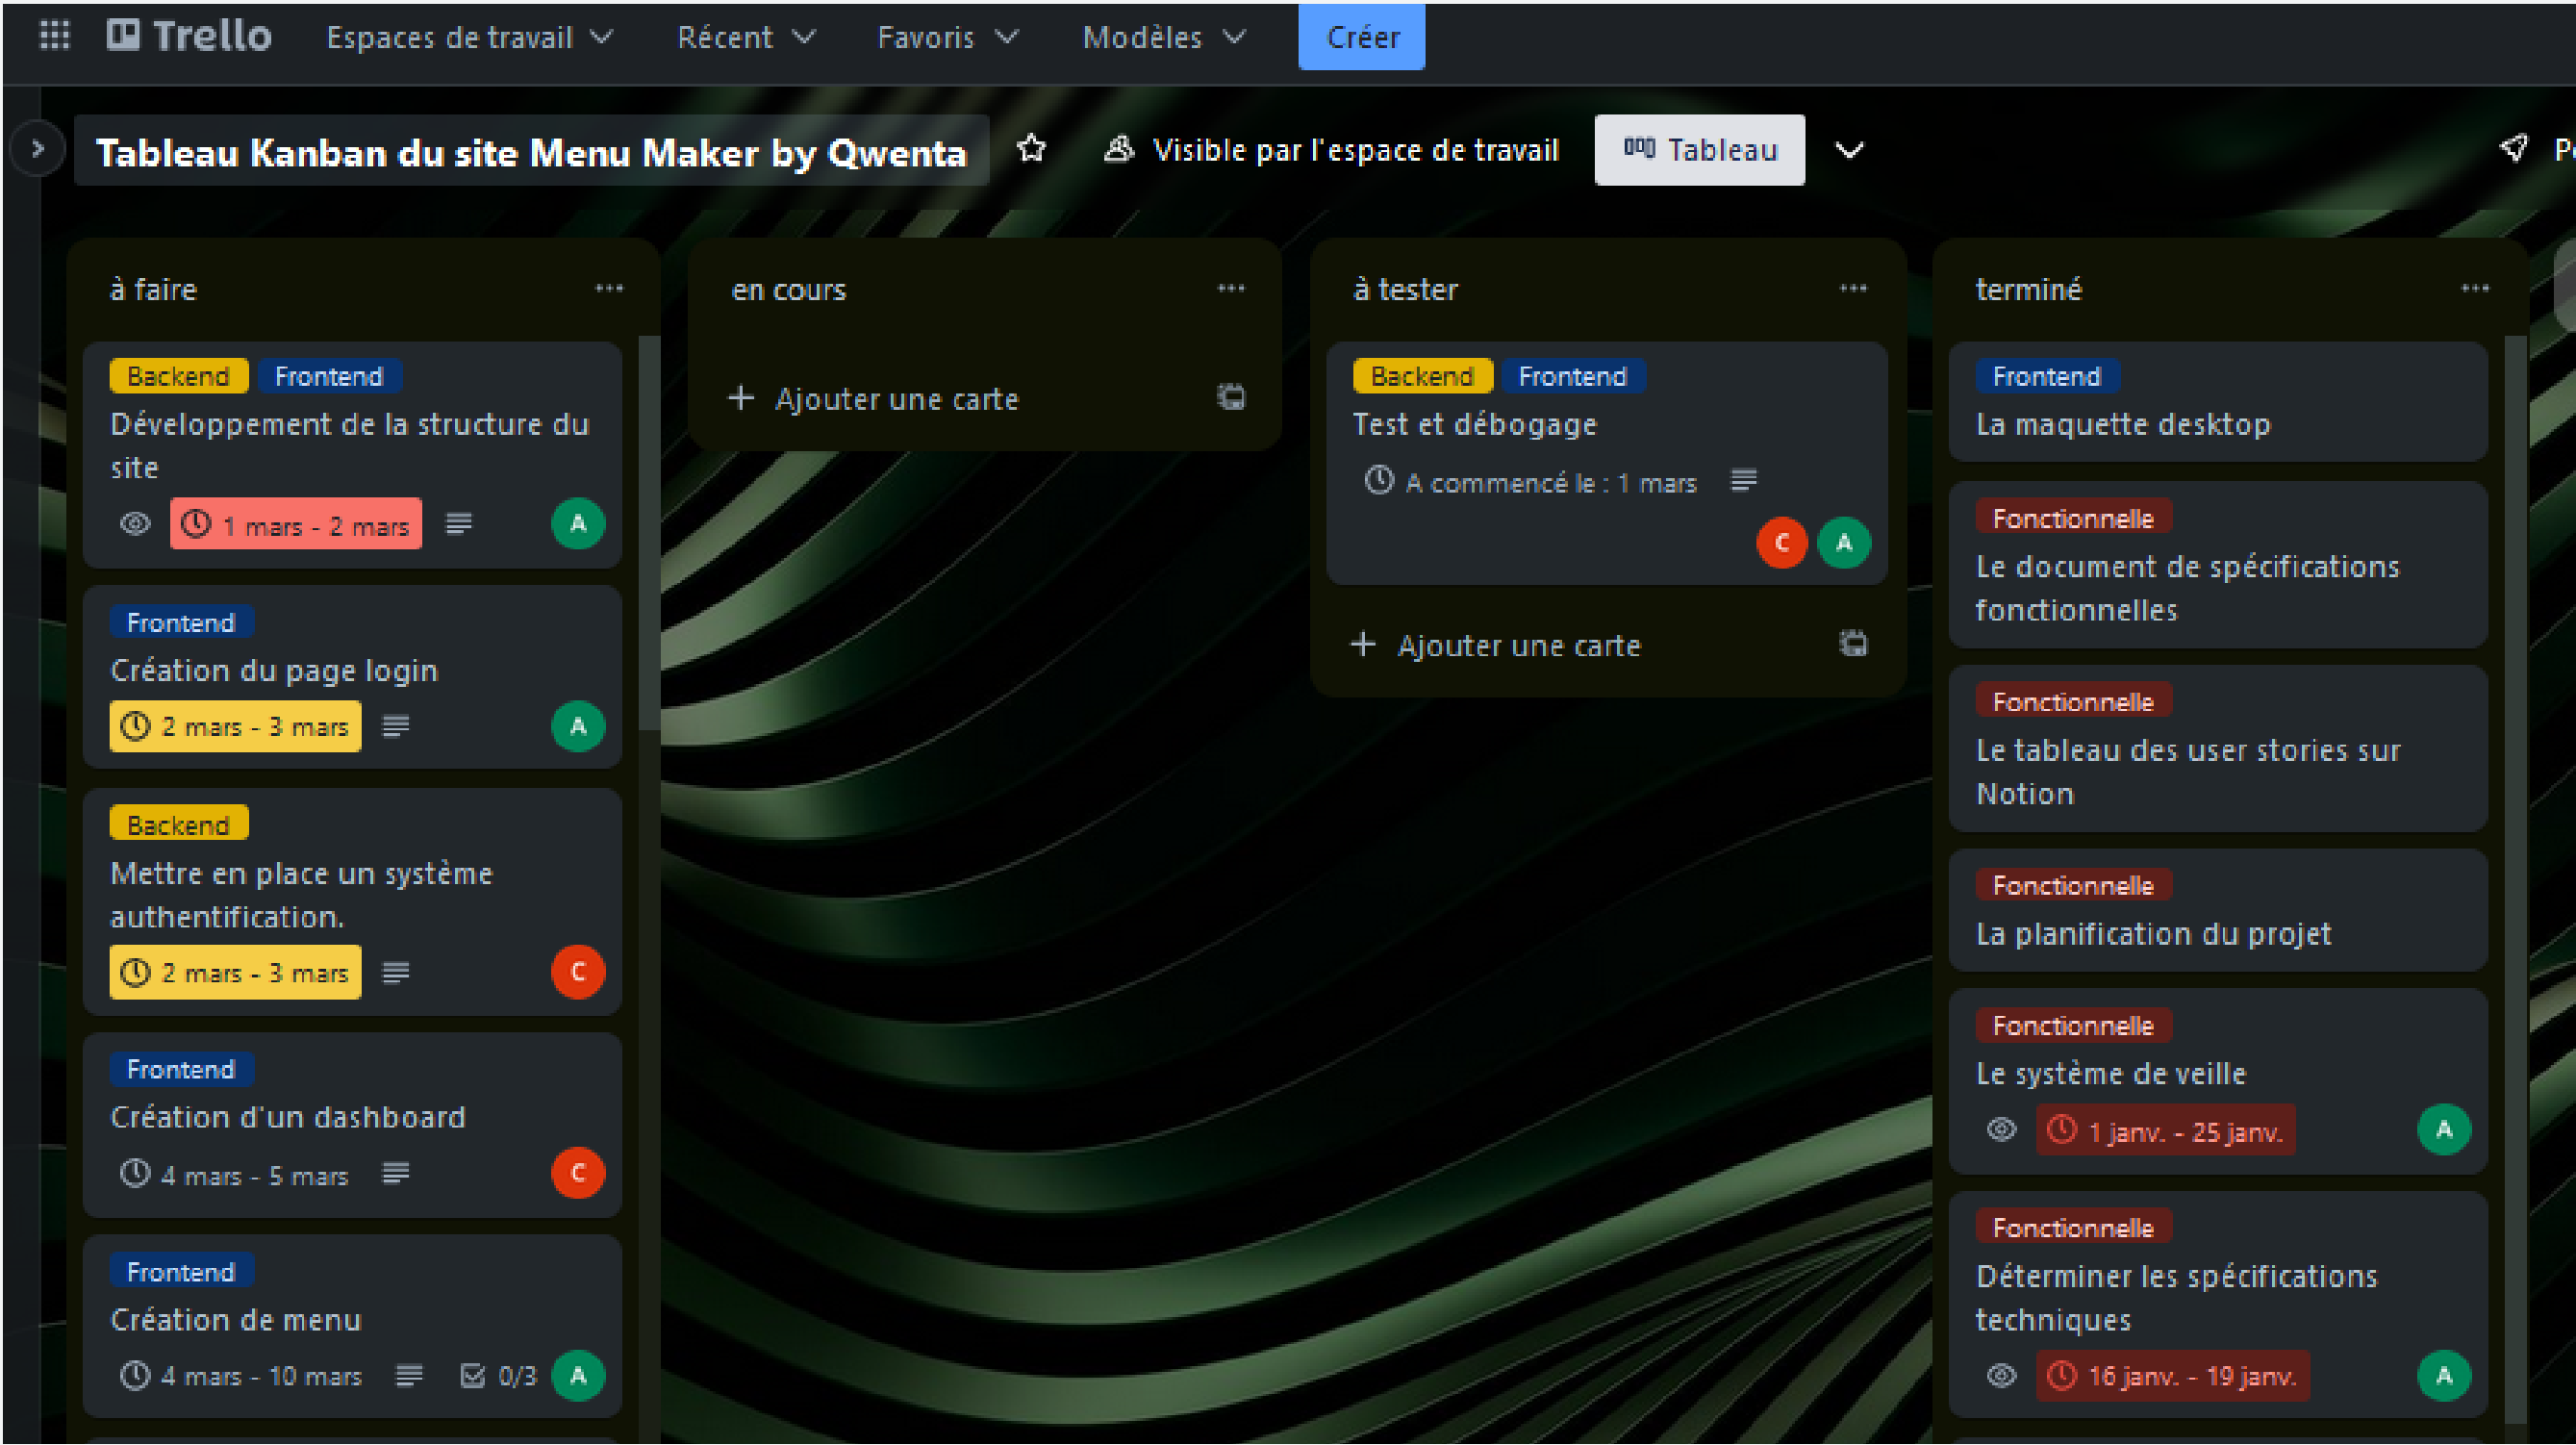 Trello Espaces de travail Récent Favoris Modèles Créer
Tableau Kanban du site Menu Maker by Qwenta Visible par l'espace de travail Tableau
à faire
Backend Frontend
Développement de la structure du
site
1 mars - 2 mars A
Frontend
Création du page login
2 mars - 3 mars A
Backend
Mettre en place un système
authentification.
2 mars - 3 mars C
Frontend
Création d'un dashboard
4 mars - 5 mars C
Frontend
Création de menu
4 mars - 10 mars 0/3 A
en cours
+ Ajouter une carte
à tester
Backend Frontend
Test et débogage
A commencé le : 1 mars
C A
+ Ajouter une carte
terminé
Frontend
La maquette desktop
Fonctionnelle
Le document de spécifications
fonctionnelles
Fonctionnelle
Le tableau des user stories sur
Notion
Fonctionnelle
La planification du projet
Fonctionnelle
Le système de veille
1 janv. - 25 janv. A
Fonctionnelle
Déterminer les spécifications
techniques
16 janv. - 19 janv. A